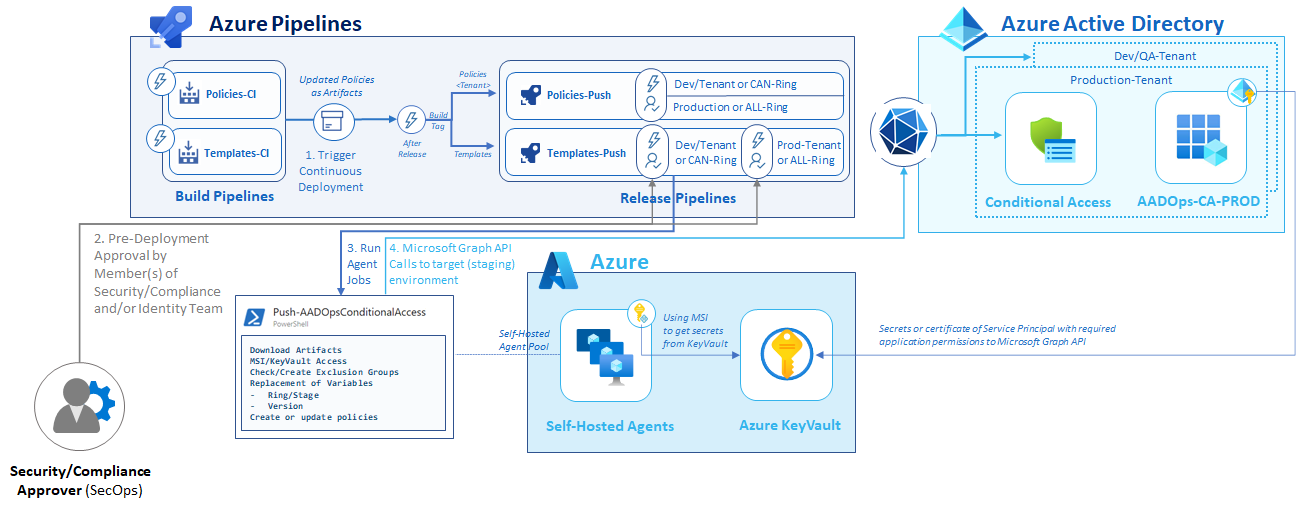 Azure Pipelines
Policies-CI
Templates-CI
Build Pipelines
Updated Policies
as Artifacts
1. Trigger
Continuous
Deployment
After
Release
Build
Tag
Policies
<Tenant>
Templates
Policies-Push
Dev/Tenant or CAN-Ring
Production or ALL-Ring
Templates-Push
Dev/Tenant
or CAN-Ring
Prod-Tenant
or ALL-Ring
Release Pipelines
Azure Active Directory
Dev/QA-Tenant
Production-Tenant
Conditional Access
AADOps-CA-PROD
2. Pre-Deployment
Approval by
Member(s) of
Security/Compliance
and/or Identity Team
3. Run
Agent
Jobs
4. Microsoft Graph API
Calls to target (staging)
environment
Push-AADOpsConditionalAccess
PowerShell
Download Artifacts
MSI/KeyVault Access
Check/Create Exclusion Groups
Replacement of Variables
- Ring/Stage
- Version
Create or update policies
Azure
Self-Hosted
Agent Pool
Using MSI
to get secrets
from KeyVault
Self-Hosted Agents
Azure KeyVault
Secrets or certificate of Service Principal with required
application permissions to Microsoft Graph API
Security/Compliance
Approver (SecOps)